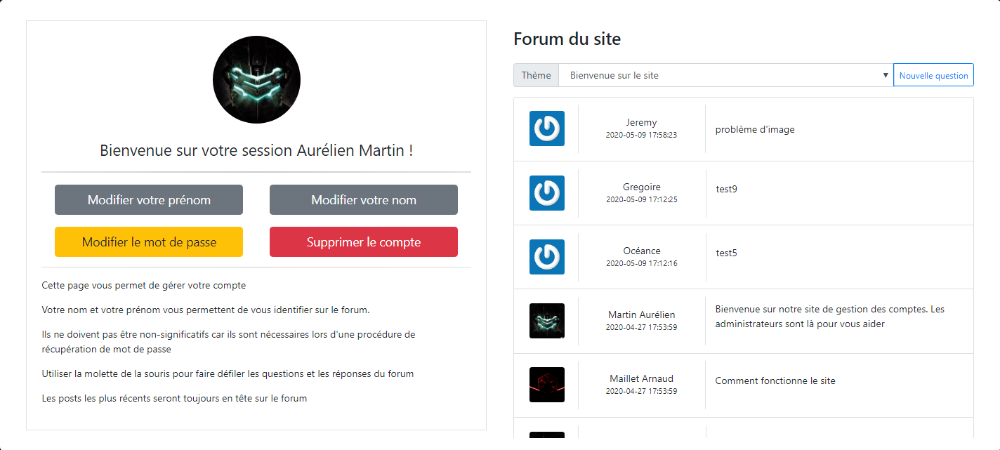 Bienvenue sur votre session Aurélien Martin !
Modifier votre prénom
Modifier votre nom
Modifier le mot de passe
Supprimer le compte
Cette page vous permet de gérer votre compte
Votre nom et votre prénom vous permettent de vous identifier sur le forum.
Ils ne doivent pas être non-significatifs car ils sont nécessaires lors d'une procédure de
récupération de mot de passe
Utiliser la molette de la souris pour faire défiler les questions et les réponses du forum
Les posts les plus récents seront toujours en tête sur le forum
Forum du site
Thème
Bienvenue sur le site
Nouvelle question
Jeremy
2020-05-09 17:58:23
problème d'image
Gregoire
2020-05-09 17:12:25
test9
Océance
2020-05-09 17:12:16
test5
Martin Aurélien
2020-04-27 17:53:59
Bienvenue sur notre site de gestion des comptes. Les
administrateurs sont là pour vous aider
Maillet Arnaud
2020-04-27 17:53:59
Comment fonctionne le site